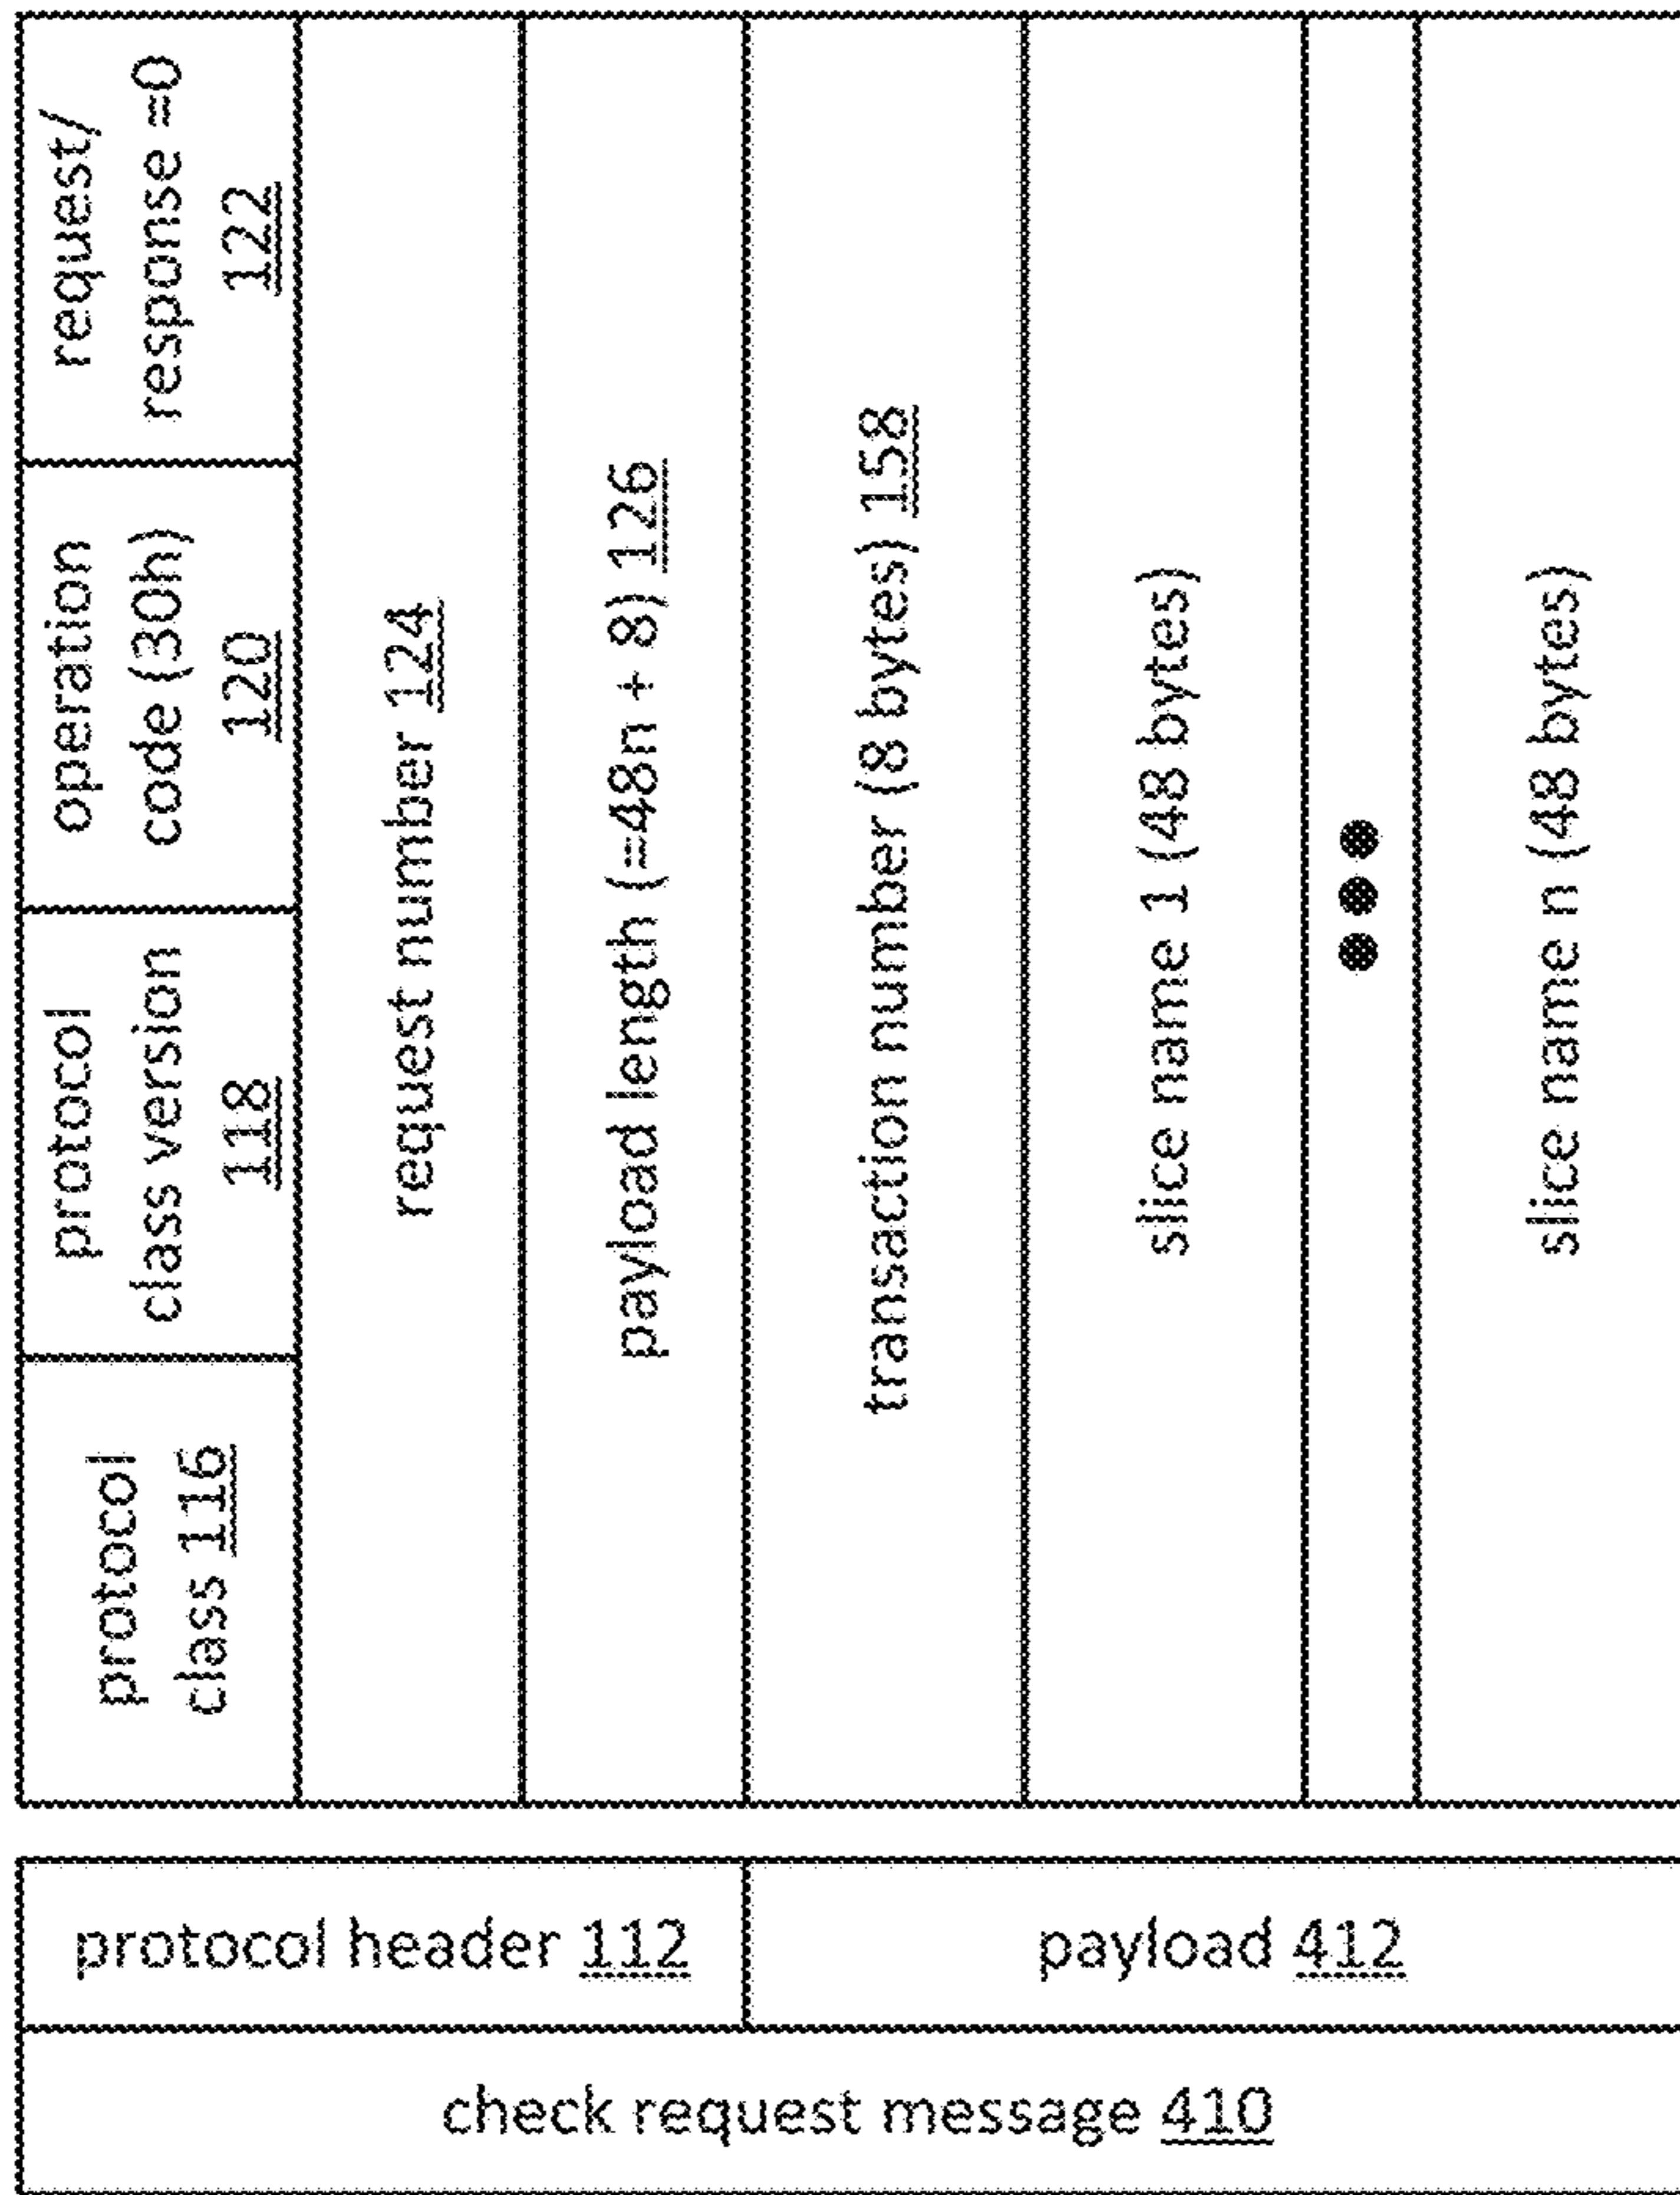 protocol
class 116
protocol
class version
118
operation
code (30h)
120
request/
response =0
122
request number 124
payload length (=48n + 8) 126
transaction number (8 bytes) 158
slice name 1 (48 bytes)
slice name n (48 bytes)
protocol header 112
payload 412
check request message 410